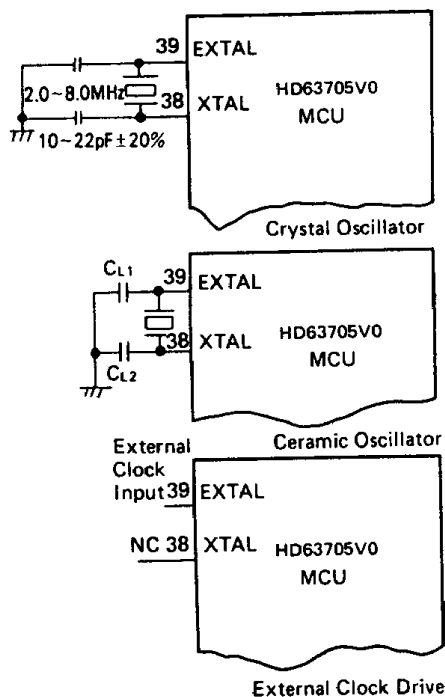 39 EXTAL
2.0~8.0MHz
38 XTAL
HD63705V0
MCU
10~22pF±20%
Crystal Oscillator
CL1
39 EXTAL
38 XTAL
HD63705V0
MCU
CL2
Ceramic Oscillator
External
Clock
Input 39 EXTAL
NC 38 XTAL
HD63705V0
MCU
External Clock Drive